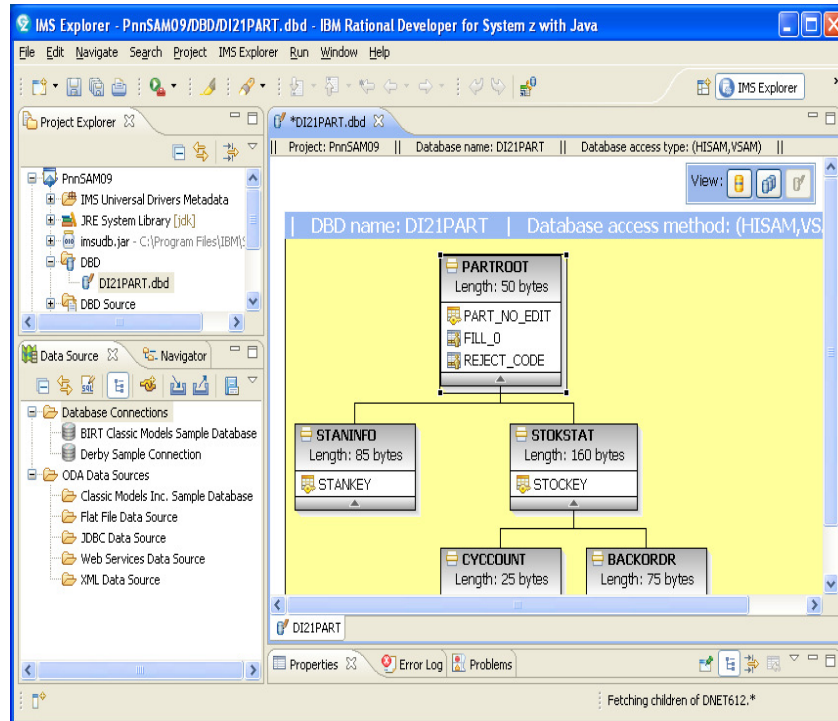 IMS Explorer - PnnSAM09/DBD/DI21PART.dbd - IBM Rational Developer for System z with Java
File Edit Navigate Search Project IMS Explorer Run Window Help
IMS Explorer
Project Explorer
PnnSAM09
IMS Universal Drivers Metadata
JRE System Library [jdk]
imsudb.jar - C:\Program Files\IBM\
DBD
DI21PART.dbd
DBD Source
Data Source Navigator
Database Connections
BIRT Classic Models Sample Database
Derby Sample Connection
ODA Data Sources
Classic Models Inc. Sample Database
Flat File Data Source
JDBC Data Source
Web Services Data Source
XML Data Source
*DI21PART.dbd
|| Project: PnnSAM09 || Database name: DI21PART || Database access type: (HISAM,VSAM) ||
View:
| DBD name: DI21PART | Database access method: (HISAM,VSA
PARTROOT
Length: 50 bytes
PART_NO_EDIT
FILL_0
REJECT_CODE
STANINFO
Length: 85 bytes
STANKEY
STOKSTAT
Length: 160 bytes
STOCKEY
CYCCOUNT
Length: 25 bytes
BACKORDR
Length: 75 bytes
DI21PART
Properties Error Log Problems
Fetching children of DNET612.*